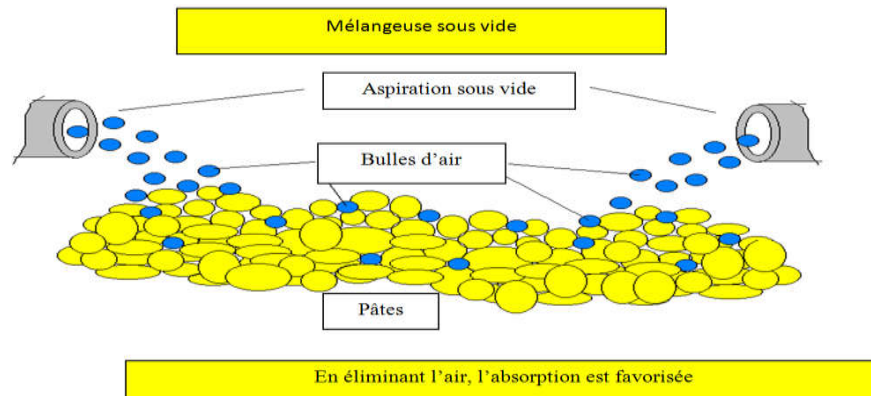 Mélangeuse sous vide
Aspiration sous vide
Bulles d’air
Pâtes
En éliminant l’air, l’absorption est favorisée